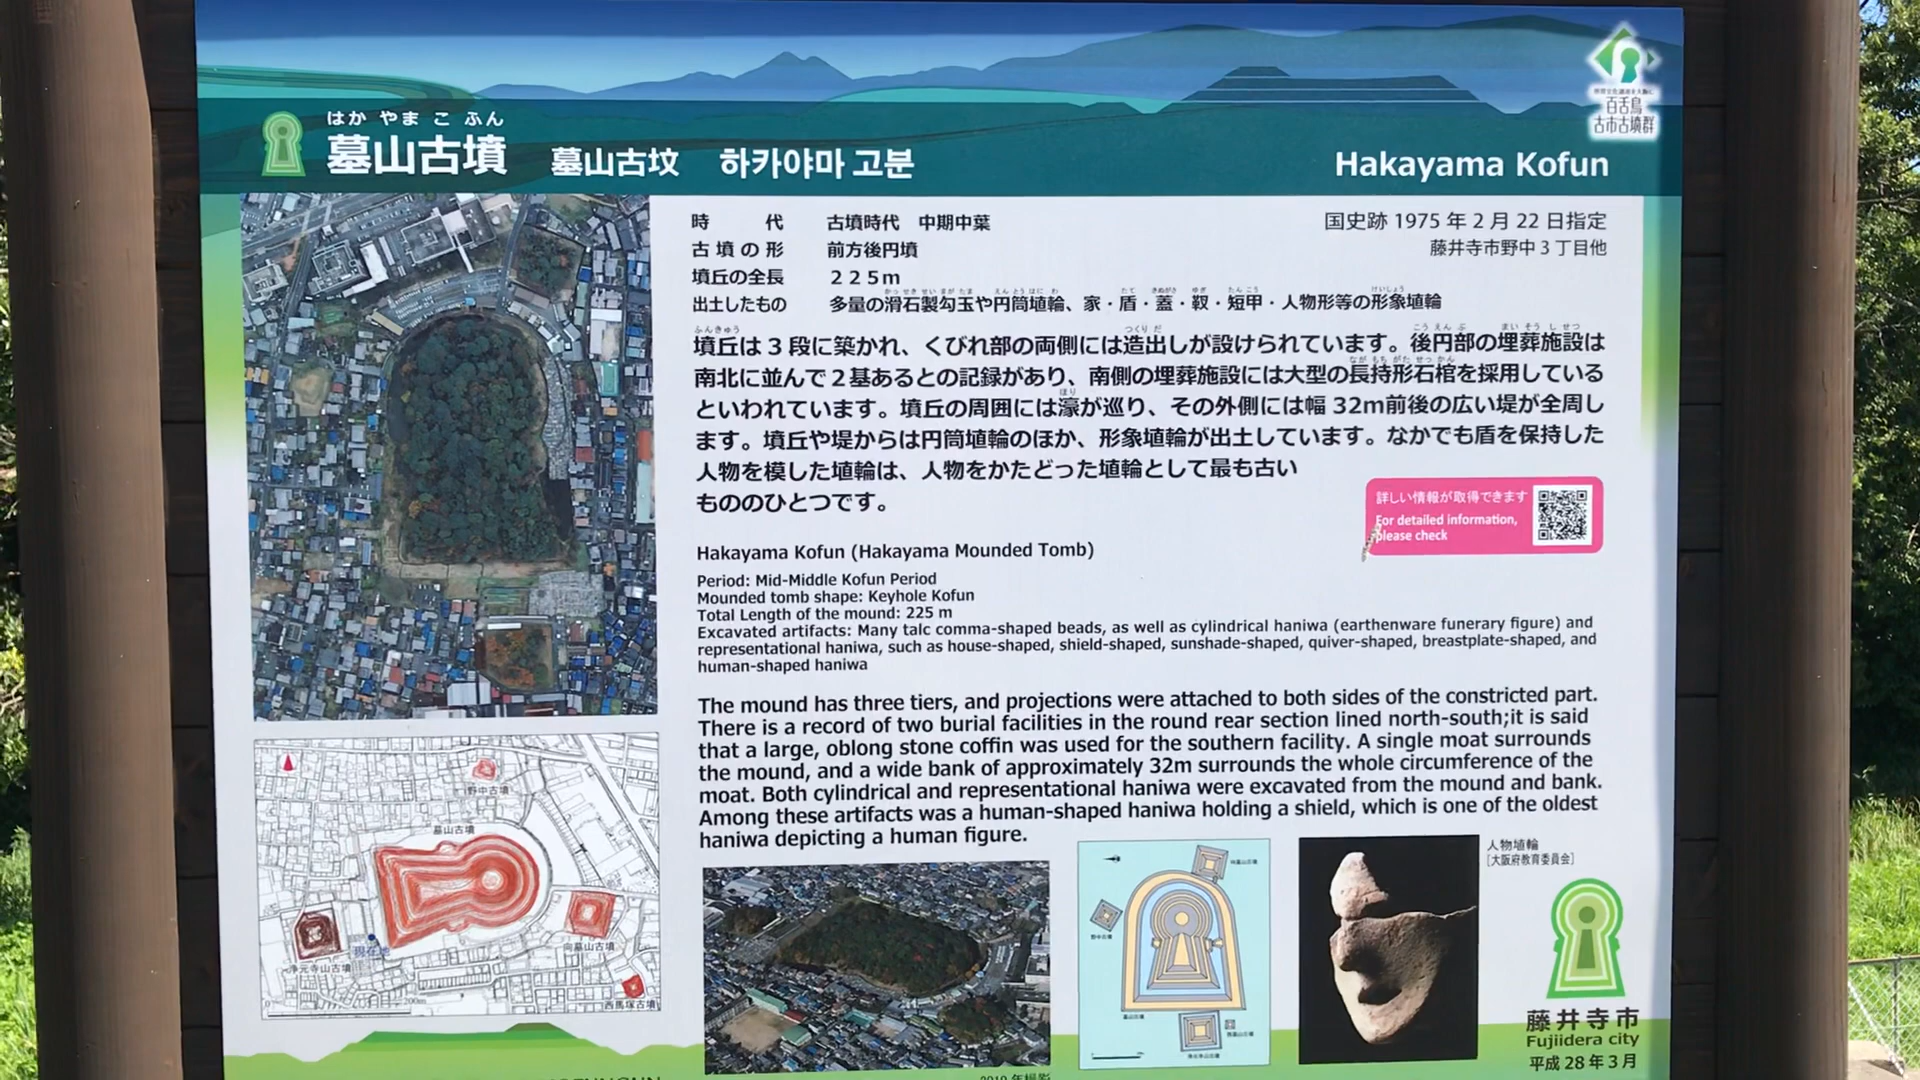 はかやまこふん
墓山古墳 墓山古坟 하카야마 고분 Hakayama Kofun
百舌鳥
古市古墳群
時代 古墳時代 中期中葉
古墳の形 前方後円墳
墳丘の全長 225m
出土したもの 多量の滑石製勾玉や円筒埴輪、家・盾・蓋・靫・短甲・人物形等の形象埴輪
国史跡 1975 年 2 月 22 日指定
藤井寺市野中 3 丁目他
墳丘は 3 段に築かれ、くびれ部の両側には造出しが設けられています。後円部の埋葬施設は
南北に並んで 2 基あるとの記録があり、南側の埋葬施設には大型の長持形石棺を採用している
といわれています。墳丘の周囲には濠が巡り、その外側には幅 32m前後の広い堤が全周し
ます。墳丘や堤からは円筒埴輪のほか、形象埴輪が出土しています。なかでも盾を保持した
人物を模した埴輪は、人物をかたどった埴輪として最も古い
もののひとつです。
詳しい情報が取得できます
For detailed information,
please check
Hakayama Kofun (Hakayama Mounded Tomb)
Period: Mid-Middle Kofun Period
Mounded tomb shape: Keyhole Kofun
Total Length of the mound: 225 m
Excavated artifacts: Many talc comma-shaped beads, as well as cylindrical haniwa (earthenware funerary figure) and
representational haniwa, such as house-shaped, shield-shaped, sunshade-shaped, quiver-shaped, breastplate-shaped, and
human-shaped haniwa
The mound has three tiers, and projections were attached to both sides of the constricted part.
There is a record of two burial facilities in the round rear section lined north-south;it is said
that a large, oblong stone coffin was used for the southern facility. A single moat surrounds
the mound, and a wide bank of approximately 32m surrounds the whole circumference of the
moat. Both cylindrical and representational haniwa were excavated from the mound and bank.
Among these artifacts was a human-shaped haniwa holding a shield, which is one of the oldest
haniwa depicting a human figure.
野中古墳
墓山古墳
現在地
浄元寺山古墳
向墓山古墳
西馬塚古墳
0 200m
人物埴輪
[大阪府教育委員会]
藤井寺市
Fujiidera city
平成 28 年 3 月